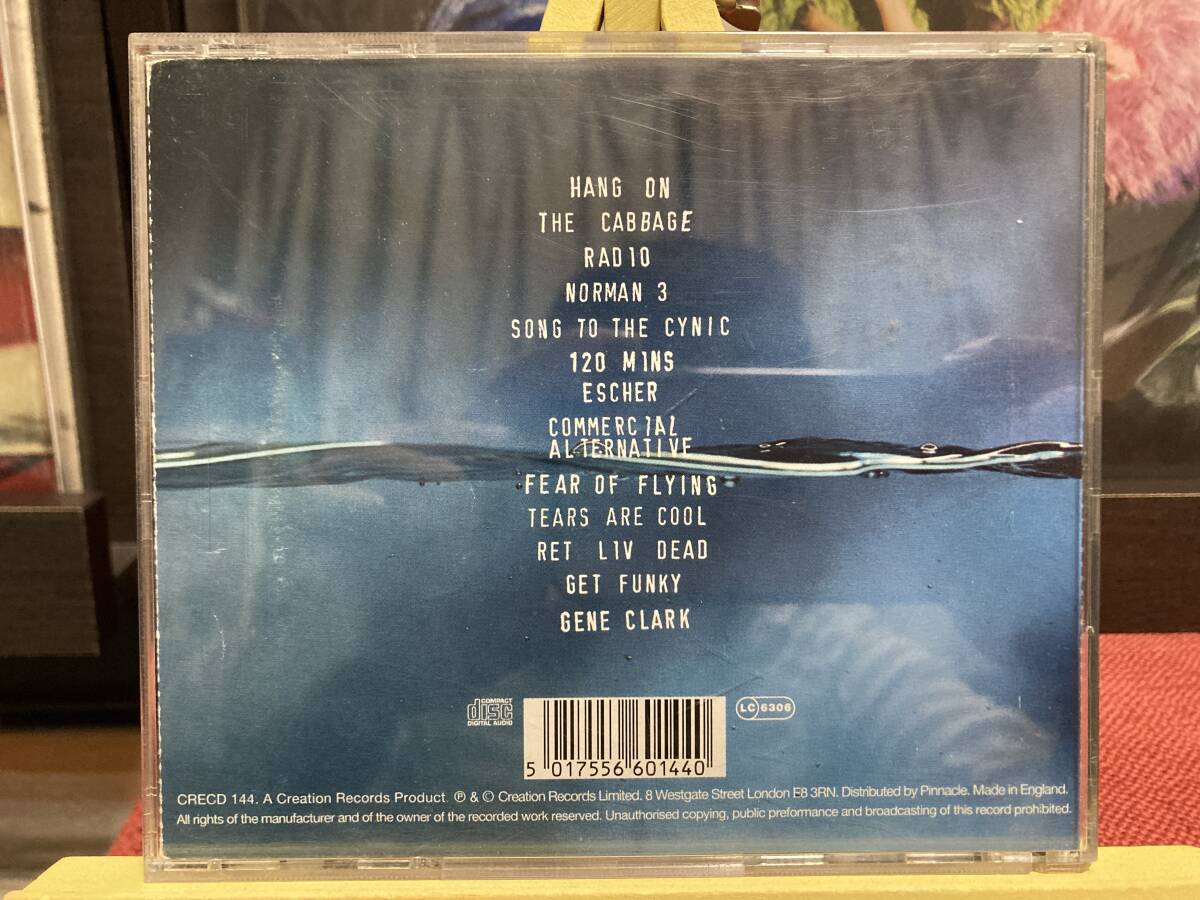 HANG ON
THE CABBAGE
RADIO
NORMAN 3
SONG TO THE CYNIC
120 MINS
ESCHER
COMMERCIAL
ALTERNATIVE
FEAR OF FLYING
TEARS ARE COOL
RET LIV DEAD
GET FUNKY
GENE CLARK
COMPACT
disc
DIGITAL AUDIO
LC 6306
5 017556 601440
CRECD 144. A Creation Records Product. ℗ & © Creation Records Limited. 8 Westgate Street London E8 3RN. Distributed by Pinnacle. Made in England.
All rights of the manufacturer and of the owner of the recorded work reserved. Unauthorised copying, public preformance and broadcasting of this record prohibited.